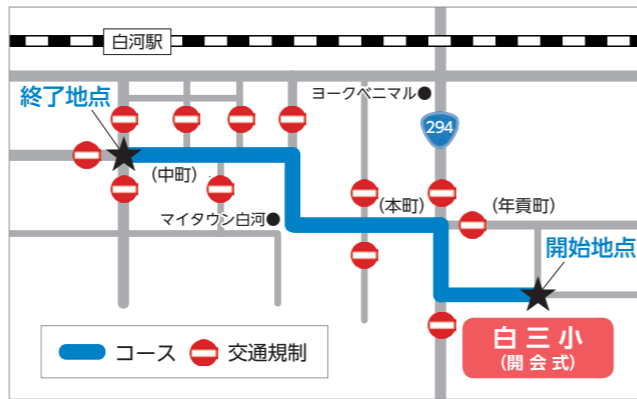 白河駅
終了地点
ヨークベニマル
294
(中町)
(本町)
(年貢町)
マイタウン白河
開始地点
白三小
(開会式)
コース
交通規制